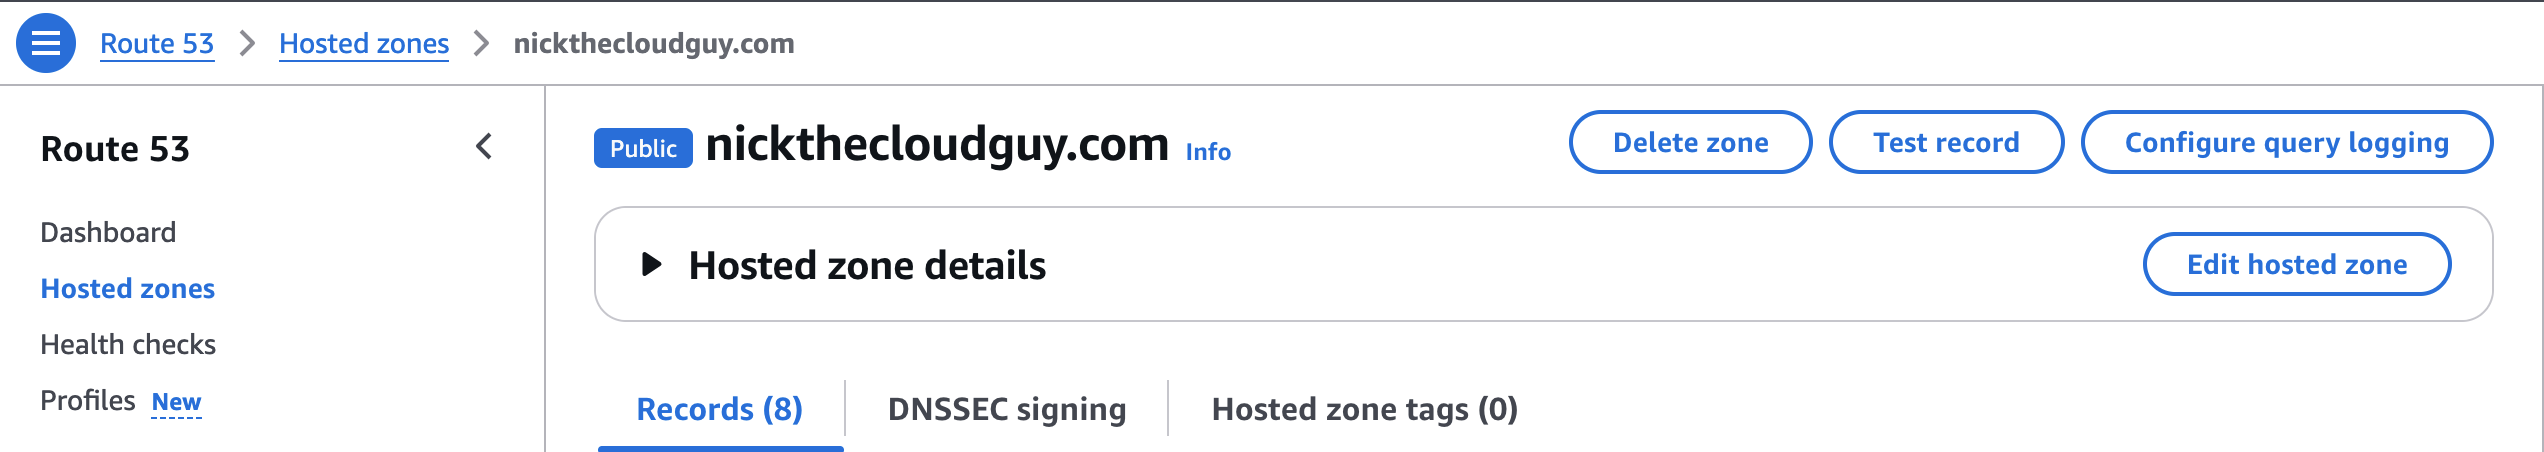 Route 53 > Hosted zones > nickthecloudguy.com
Route 53
Dashboard
Hosted zones
Health checks
Profiles New
Public nickthecloudguy.com Info
Delete zone
Test record
Configure query logging
Hosted zone details
Edit hosted zone
Records (8)
DNSSEC signing
Hosted zone tags (0)